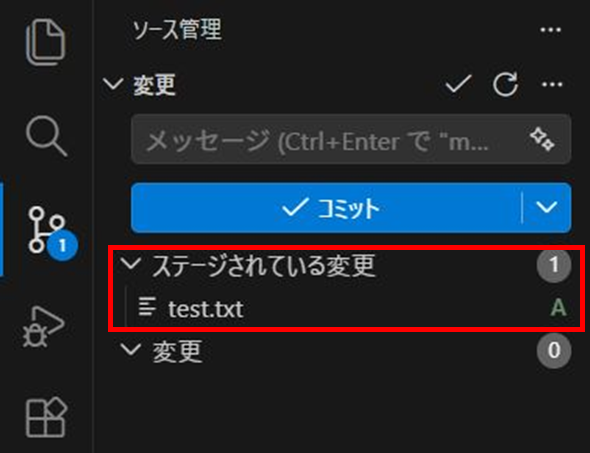 ソース管理
変更
メッセージ (Ctrl+Enter で "m...
コミット
ステージされている変更 1
test.txt A
変更 0
1